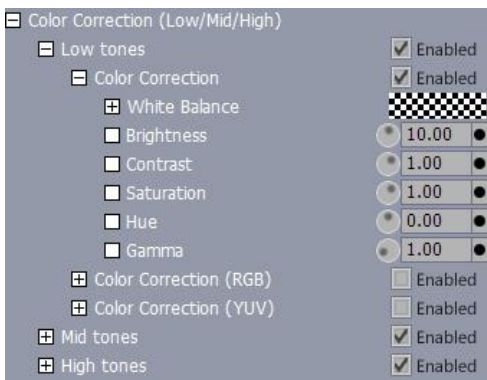 Color Correction (Low/Mid/High)
Low tones Enabled
Color Correction Enabled
White Balance
Brightness 10.00
Contrast 1.00
Saturation 1.00
Hue 0.00
Gamma 1.00
Color Correction (RGB) Enabled
Color Correction (YUV) Enabled
Mid tones Enabled
High tones Enabled